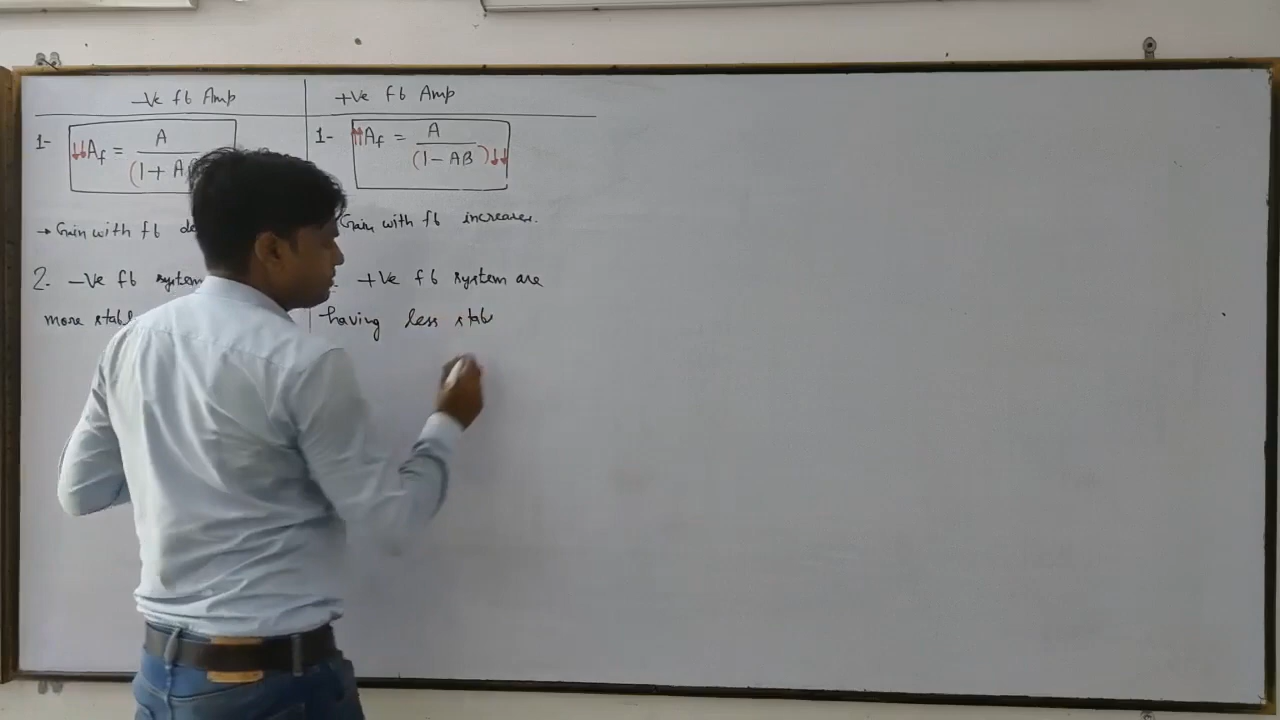 -Ve fb Amp
+Ve fb Amp
1- ↓↓Af = A / (1 + A
1- ↑↑Af = A / (1 - AB)↓↓
→ Gain with fb
Gain with fb increases.
2. -Ve fb system
more
+Ve fb system are
having less stab